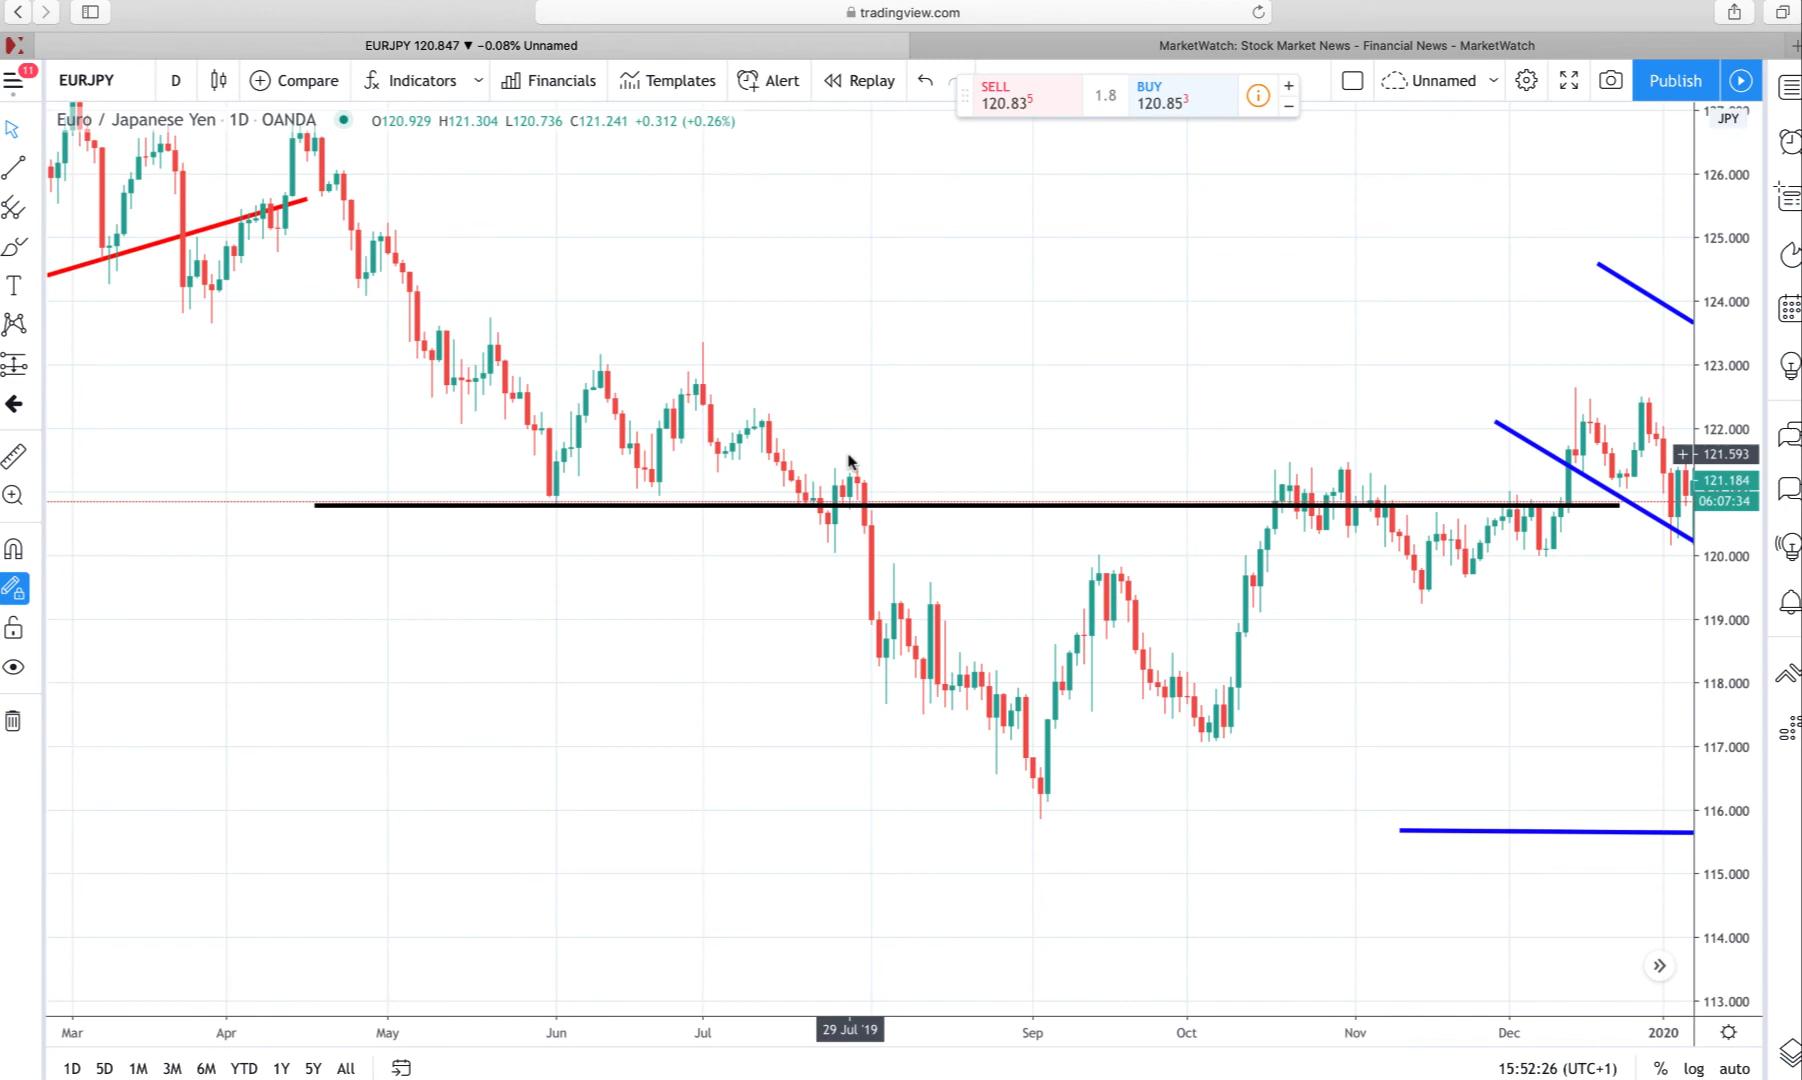 tradingview.com
EURJPY 120.847 ▼ −0.08% Unnamed
MarketWatch: Stock Market News - Financial News - MarketWatch
11
EURJPY D Compare Indicators Financials Templates Alert Replay
SELL 120.835 1.8 BUY 120.853
Unnamed Publish
Euro / Japanese Yen · 1D · OANDA O120.929 H121.304 L120.736 C121.241 +0.312 (+0.26%)
JPY
126.000
125.000
124.000
123.000
122.000
121.593
121.184
06:07:34
120.000
119.000
118.000
117.000
116.000
115.000
114.000
113.000
Mar Apr May Jun Jul 29 Jul '19 Sep Oct Nov Dec 2020
1D 5D 1M 3M 6M YTD 1Y 5Y All 15:52:26 (UTC+1) % log auto